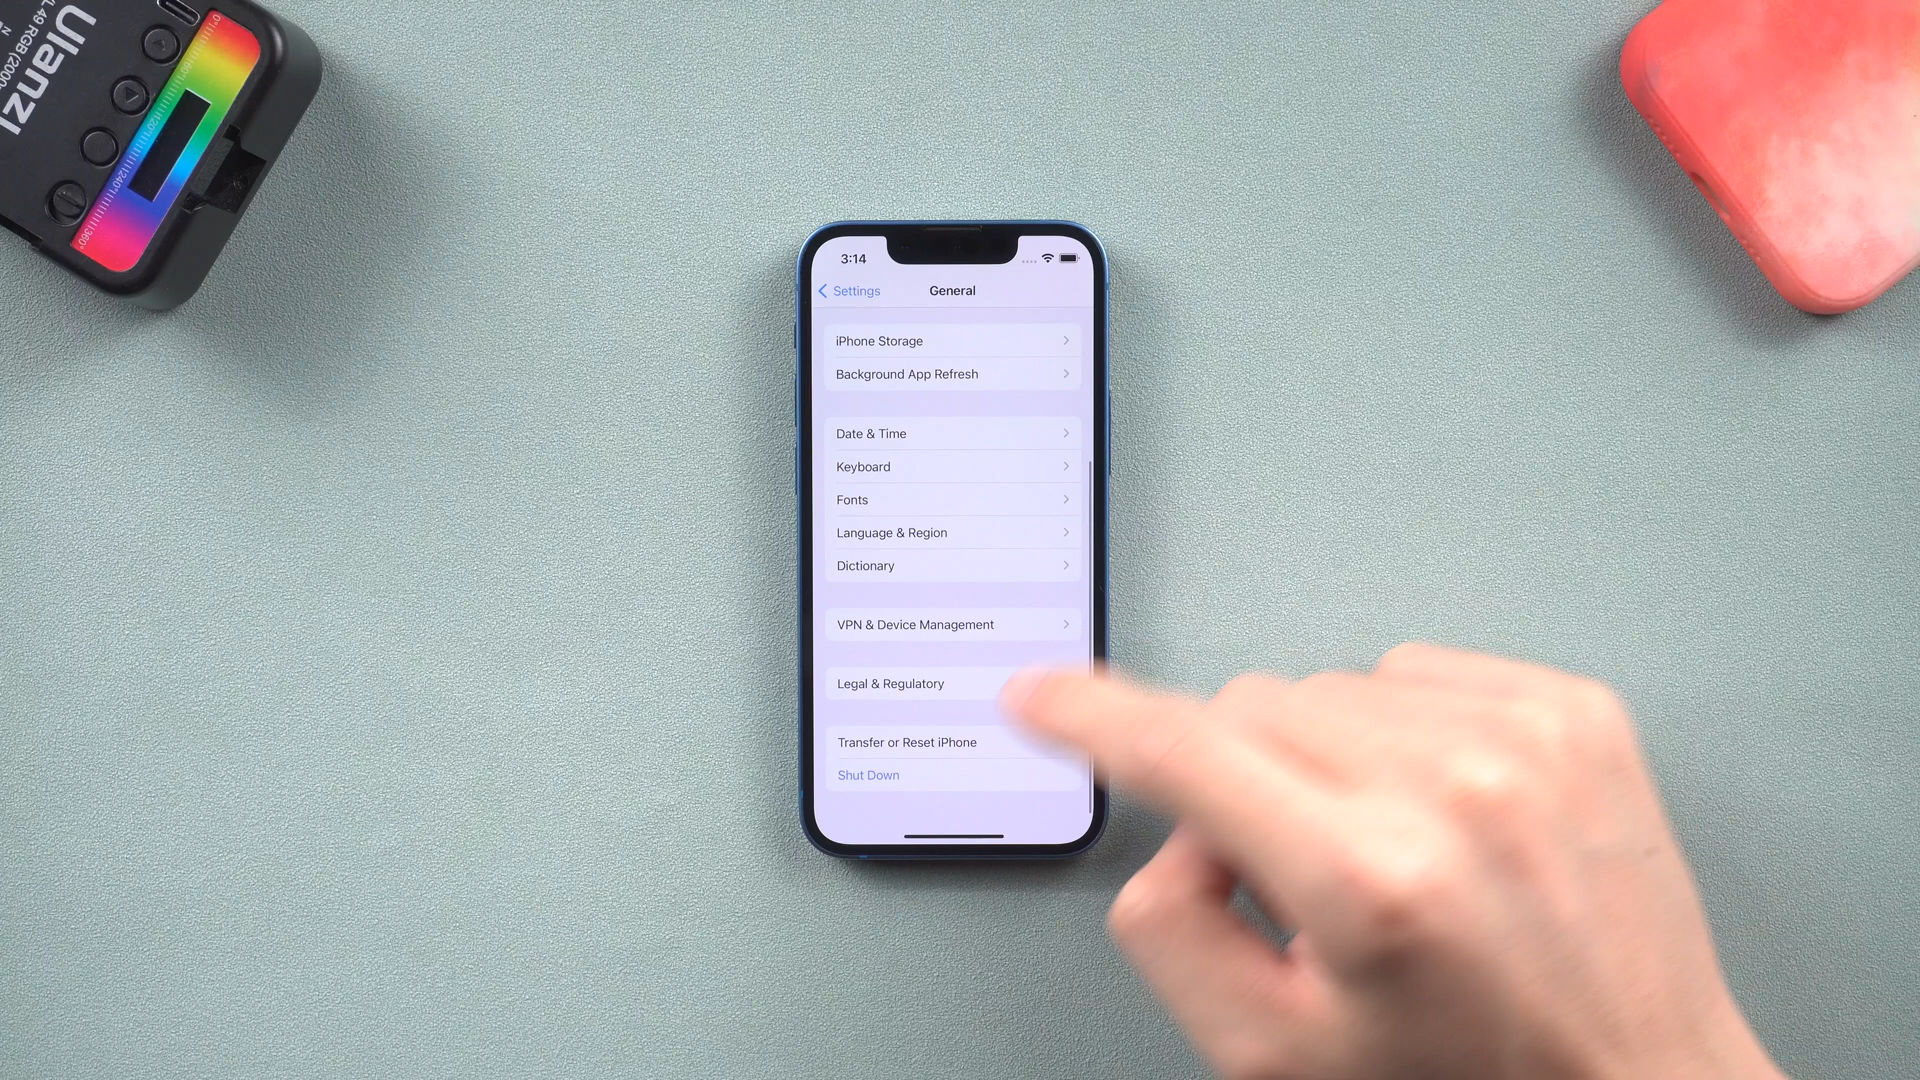 Ulanzi
3:14
Settings
General
iPhone Storage
Background App Refresh
Date & Time
Keyboard
Fonts
Language & Region
Dictionary
VPN & Device Management
Legal & Regulatory
Transfer or Reset iPhone
Shut Down